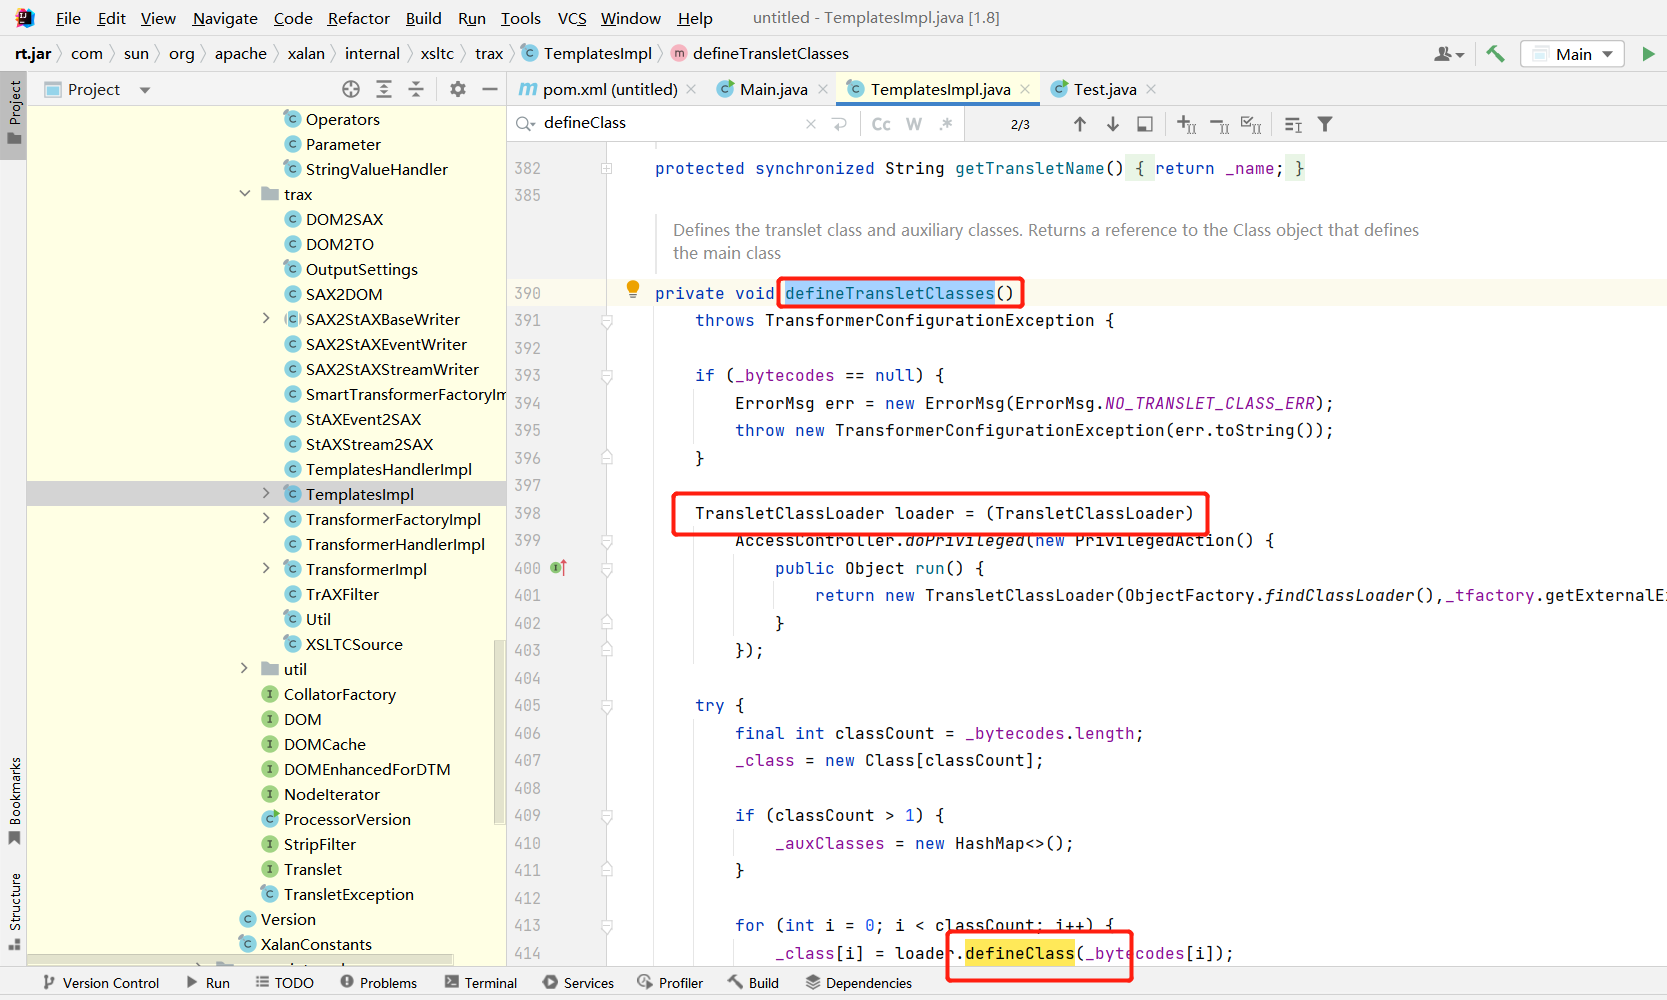 File Edit View Navigate Code Refactor Build Run Tools VCS Window Help untitled - TemplatesImpl.java [1.8]
rt.jar com sun org apache xalan internal xsltc trax TemplatesImpl defineTransletClasses Main
Project
pom.xml (untitled) Main.java TemplatesImpl.java Test.java
defineClass Cc W .* 2/3
Project
Bookmarks
Structure
Operators
Parameter
StringValueHandler
trax
DOM2SAX
DOM2TO
OutputSettings
SAX2DOM
SAX2StAXBaseWriter
SAX2StAXEventWriter
SAX2StAXStreamWriter
SmartTransformerFactoryIm
StAXEvent2SAX
StAXStream2SAX
TemplatesHandlerImpl
TemplatesImpl
TransformerFactoryImpl
TransformerHandlerImpl
TransformerImpl
TrAXFilter
Util
XSLTCSource
util
CollatorFactory
DOM
DOMCache
DOMEnhancedForDTM
NodeIterator
ProcessorVersion
StripFilter
Translet
TransletException
Version
XalanConstants
382 protected synchronized String getTransletName() { return _name; }
385
Defines the translet class and auxiliary classes. Returns a reference to the Class object that defines
the main class
390 private void defineTransletClasses()
391 throws TransformerConfigurationException {
392
393 if (_bytecodes == null) {
394 ErrorMsg err = new ErrorMsg(ErrorMsg.NO_TRANSLET_CLASS_ERR);
395 throw new TransformerConfigurationException(err.toString());
396 }
397
398 TransletClassLoader loader = (TransletClassLoader)
399 AccessController.doPrivileged(new PrivilegedAction() {
400 public Object run() {
401 return new TransletClassLoader(ObjectFactory.findClassLoader(),_tfactory.getExternalE
402 }
403 });
404
405 try {
406 final int classCount = _bytecodes.length;
407 _class = new Class[classCount];
408
409 if (classCount > 1) {
410 _auxClasses = new HashMap<>();
411 }
412
413 for (int i = 0; i < classCount; i++) {
414 _class[i] = loader.defineClass(_bytecodes[i]);
Version Control Run TODO Problems Terminal Services Profiler Build Dependencies